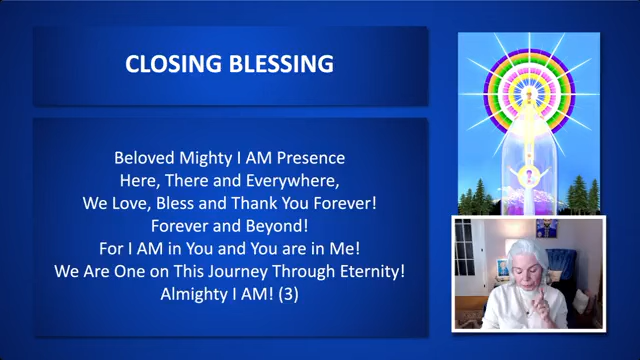 CLOSING BLESSING
Beloved Mighty I AM Presence
Here, There and Everywhere,
We Love, Bless and Thank You Forever!
Forever and Beyond!
For I AM in You and You are in Me!
We Are One on This Journey Through Eternity!
Almighty I AM! (3)